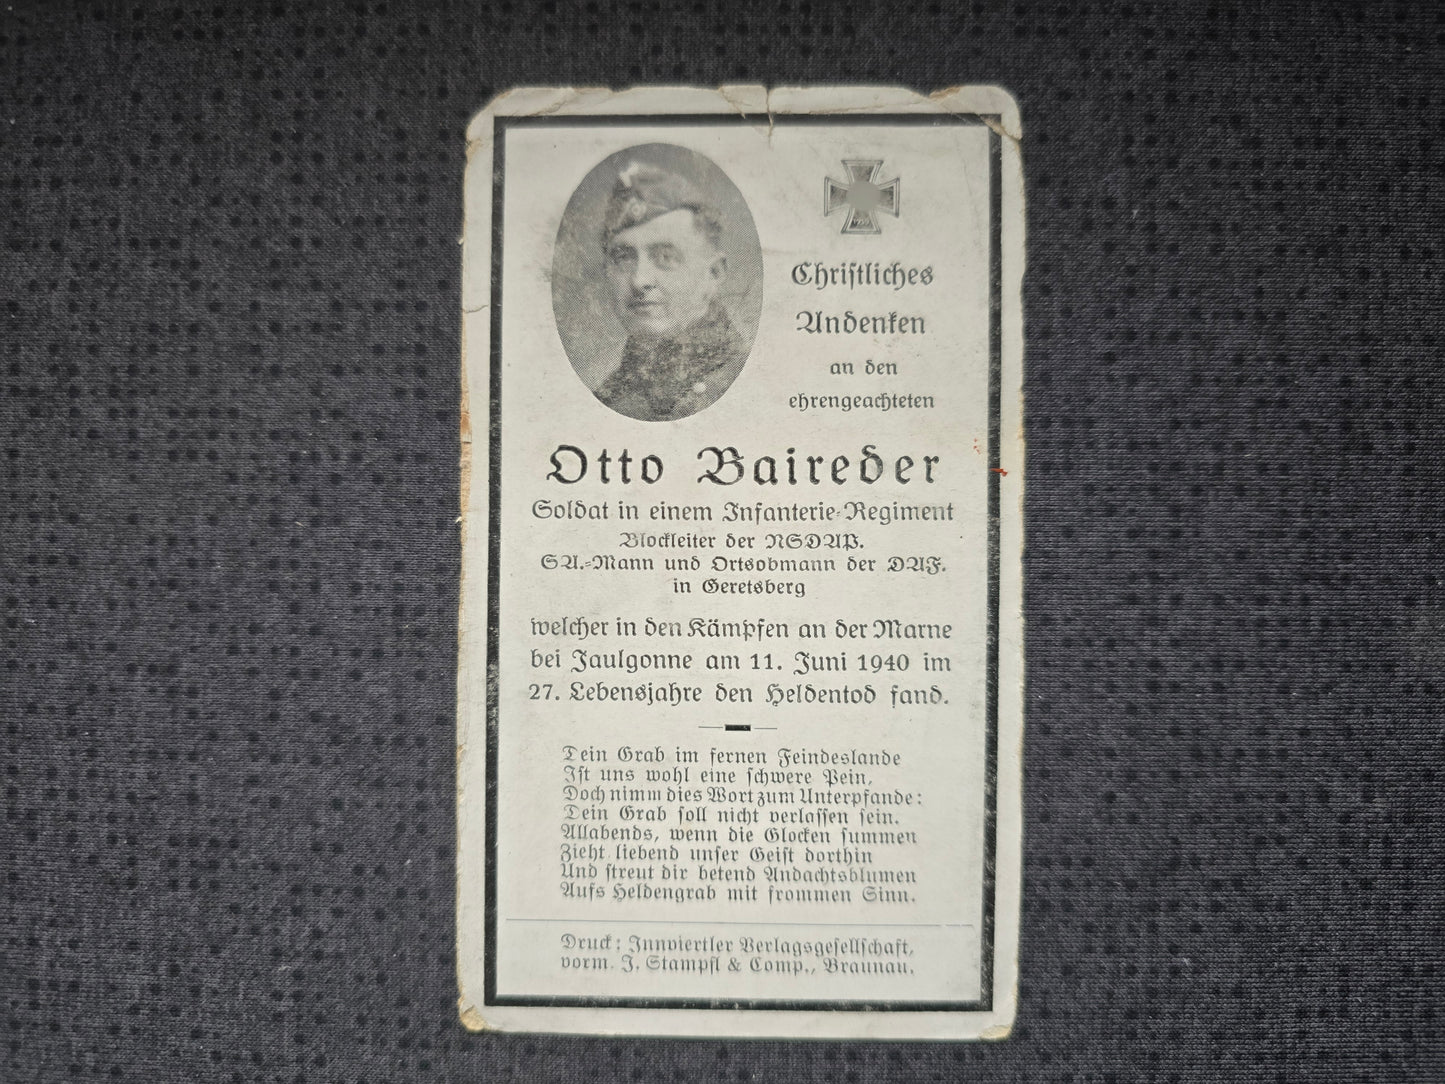 Christliches
Andenken
an den
ehrengeachteten
Otto Baireder
Soldat in einem Infanterie-Regiment
Blockleiter der NSDAP.
SA.-Mann und Ortsobmann der DAF.
in Geretsberg
welcher in den Kämpfen an der Marne
bei Jaulgonne am 11. Juni 1940 im
27. Lebensjahre den Heldentod fand.
Dein Grab im fernen Feindeslande
Ist uns wohl eine schwere Pein,
Doch nimm dies Wort zum Unterpfande:
Dein Grab soll nicht verlassen sein.
Allabends, wenn die Glocken summen
Zieht liebend unser Geist dorthin
Und streut dir betend Andachtsblumen
Aufs Heldengrab mit frommen Sinn.
Druck: Innviertler Verlagsgesellschaft,
vorm. J. Stampfl & Comp., Braunau.